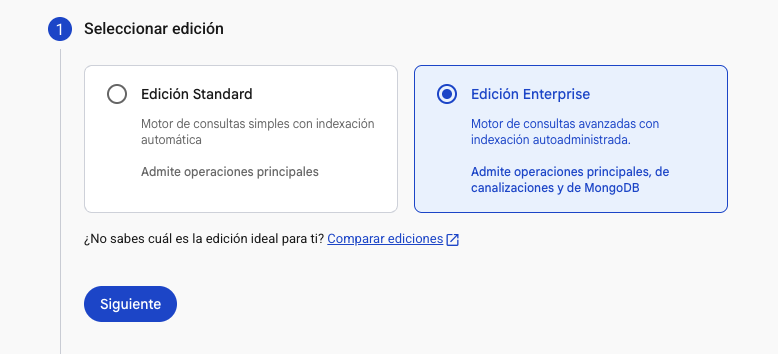 1 Seleccionar edición
Edición Standard
Motor de consultas simples con indexación
automática
Admite operaciones principales
Edición Enterprise
Motor de consultas avanzadas con
indexación autoadministrada.
Admite operaciones principales, de
canalizaciones y de MongoDB
¿No sabes cuál es la edición ideal para ti? Comparar ediciones
Siguiente